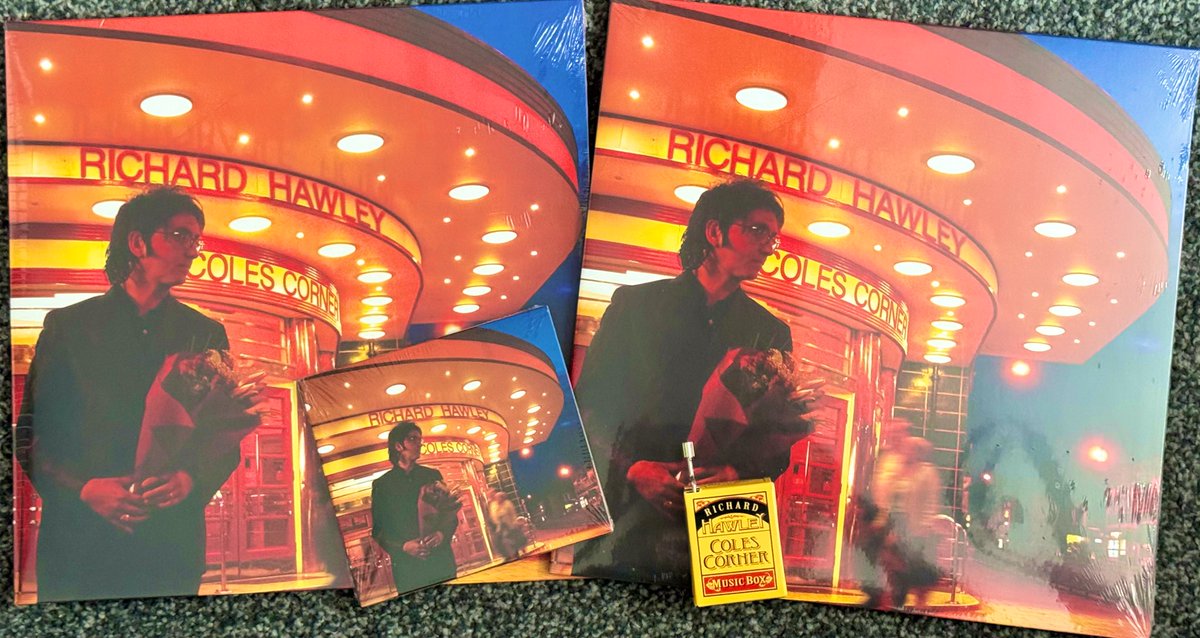 RICHARD HAWLEY
COLES CORNER
RICHARD HAWLEY
COLES CORNER
RICHARD HAWLEY
COLES CORNER
RICHARD
HAWLEY
COLES
CORNER
MUSIC BOX